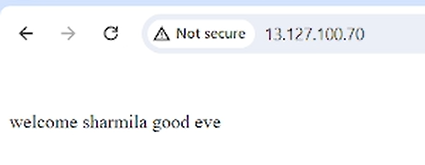 Not secure 13.127.100.70
welcome sharmila good eve